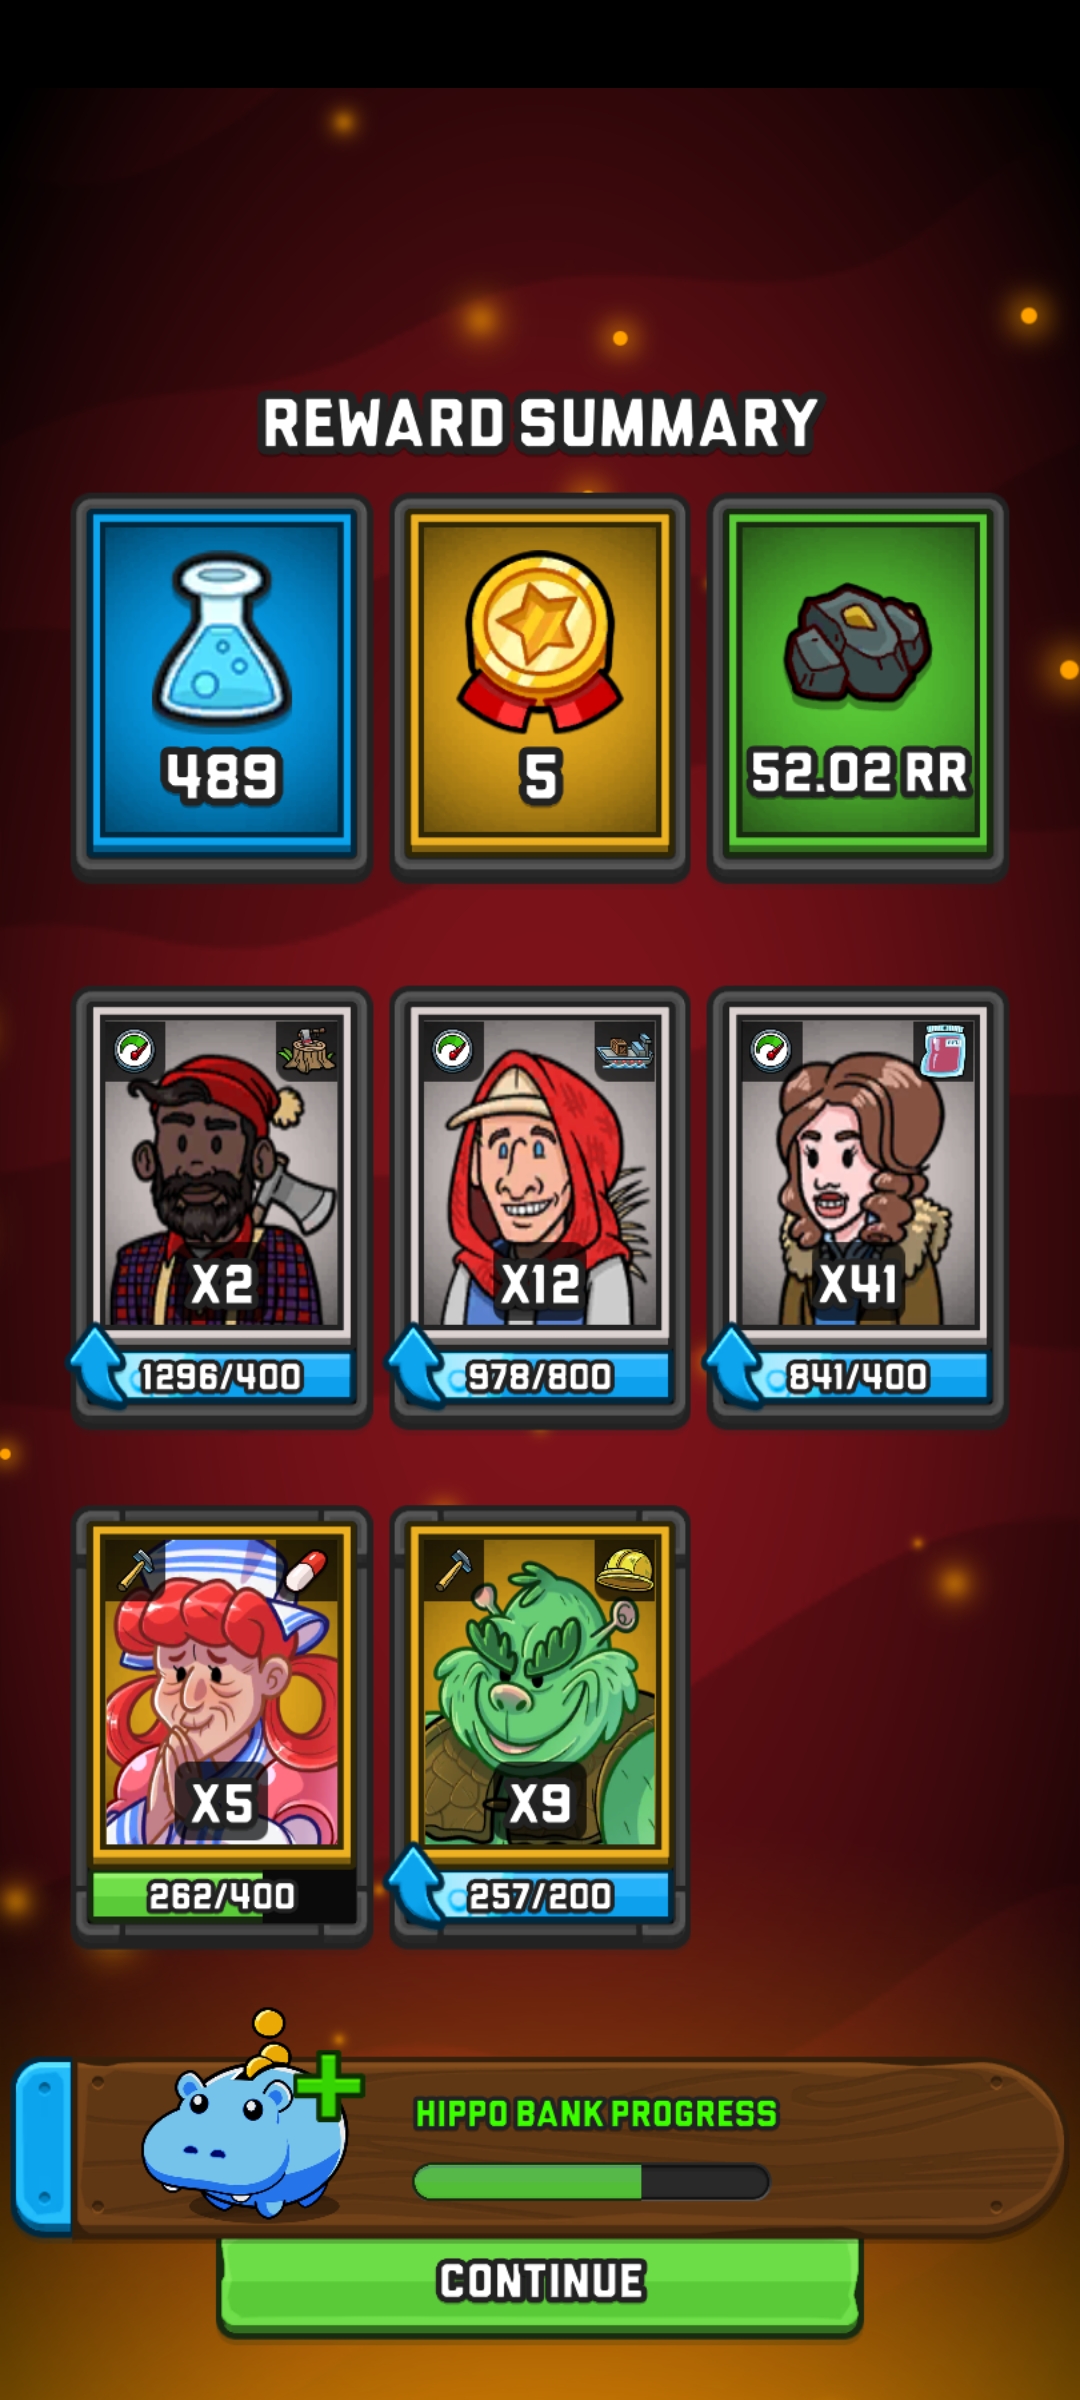 REWARD SUMMARY
489
5
52.02 RR
X2
X12
X41
1296/400
978/800
841/400
X5
X9
262/400
257/200
HIPPO BANK PROGRESS
CONTINUE